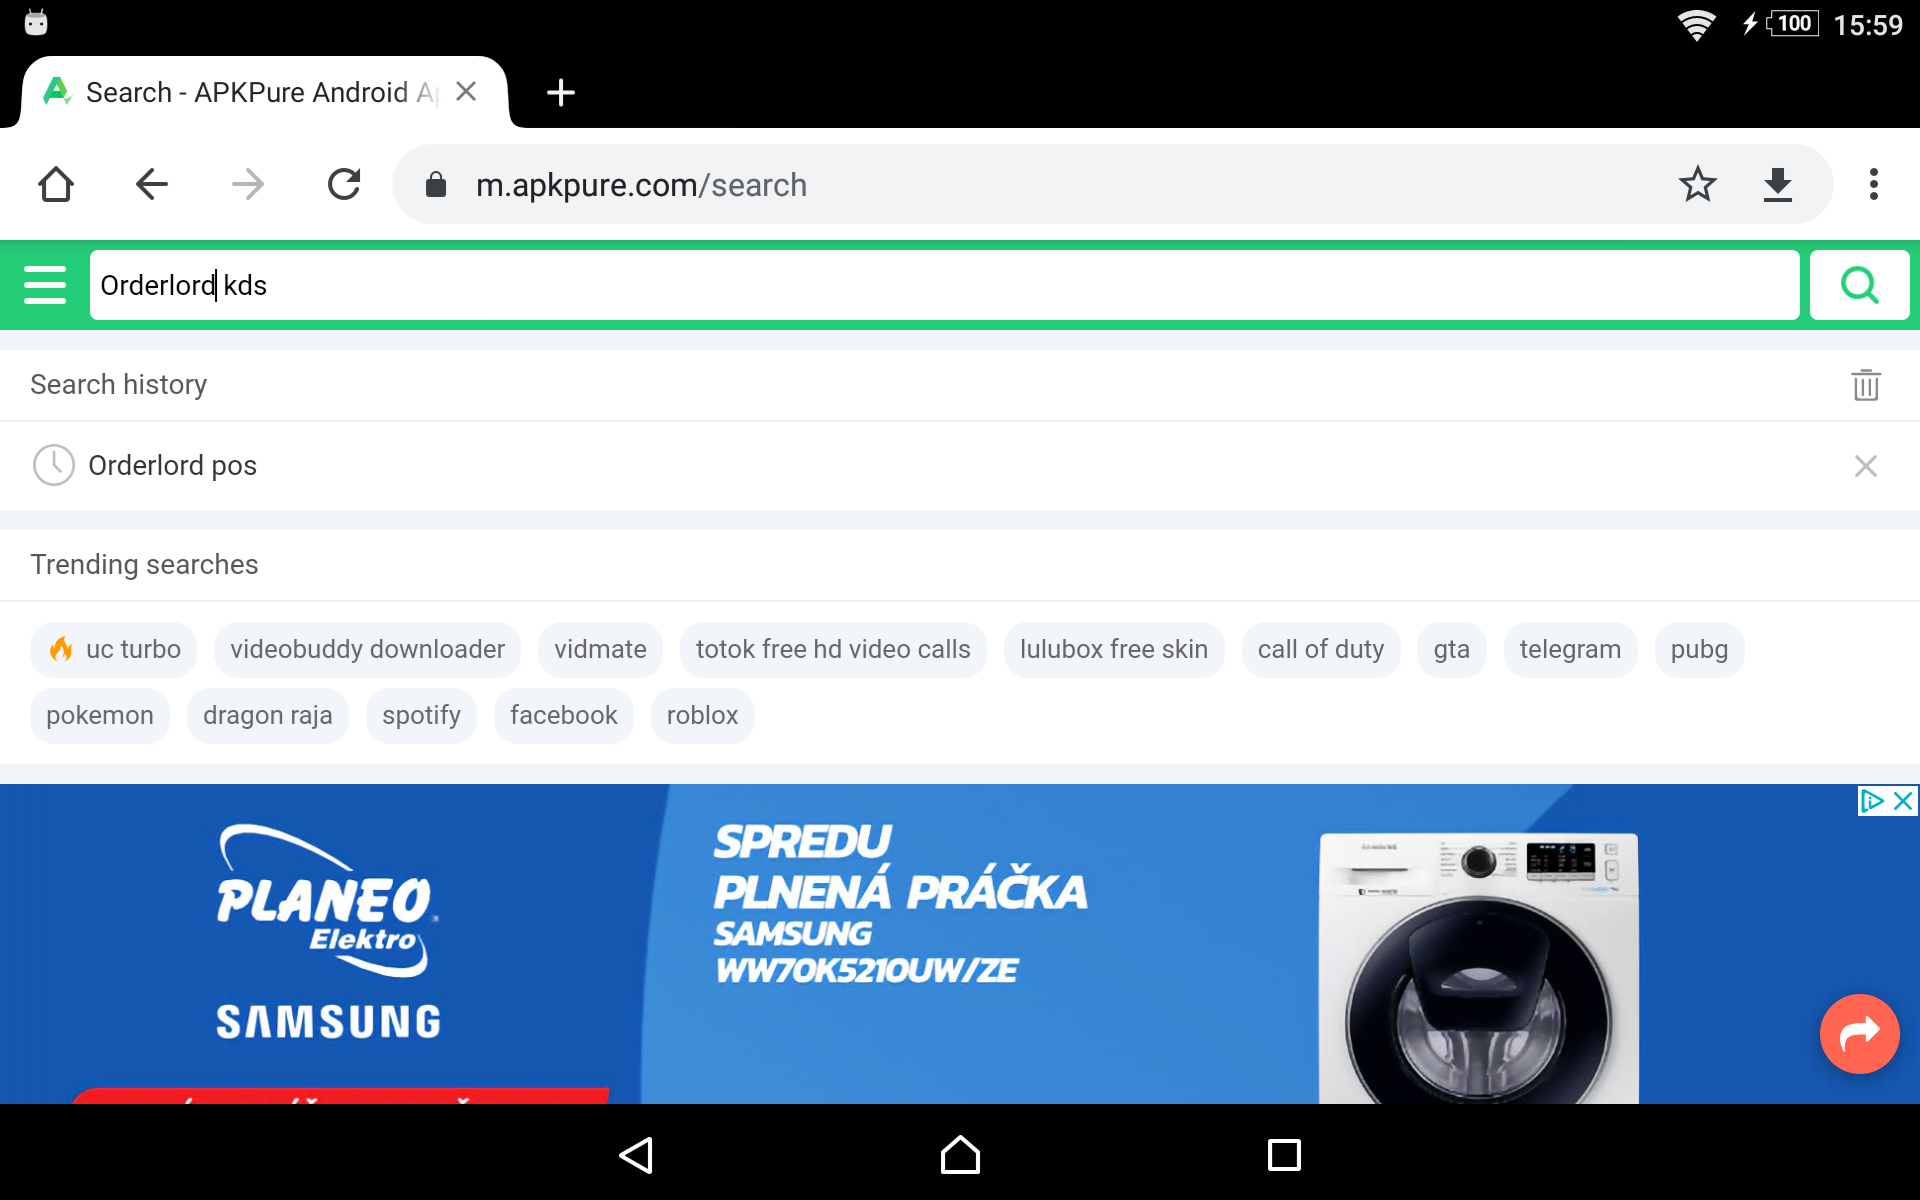 100 15:59
Search - APKPure Android A
m.apkpure.com/search
Orderlord kds
Search history
Orderlord pos
Trending searches
uc turbo videobuddy downloader vidmate totok free hd video calls lulubox free skin call of duty gta telegram pubg
pokemon dragon raja spotify facebook roblox
PLANEO
Elektro
SAMSUNG
SPREDU
PLNENÁ PRÁČKA
SAMSUNG
WW70K5210UW/ZE
SAMSUNG